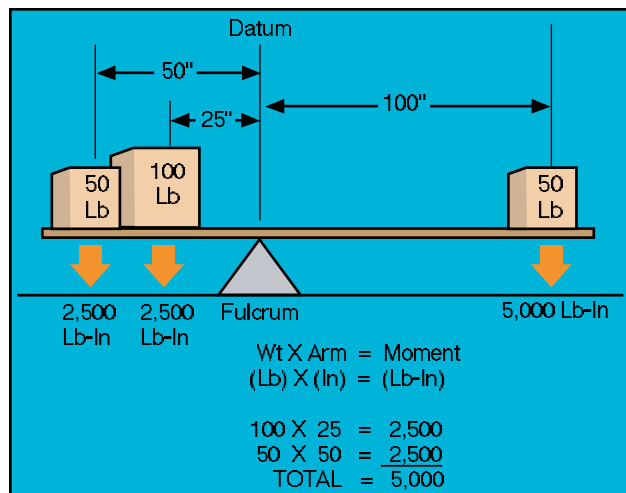 Datum
50"
25"
100"
50
Lb
100
Lb
50
Lb
2,500
Lb-In
2,500
Lb-In
Fulcrum
5,000 Lb-In
Wt X Arm = Moment
(Lb) X (In) = (Lb-In)
100 X 25 = 2,500
50 X 50 = 2,500
TOTAL = 5,000